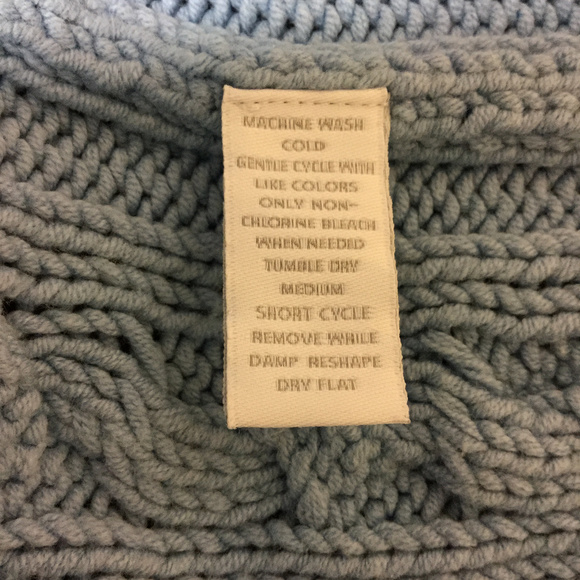 MACHINE WASH
COLD
GENTLE CYCLE WITH
LIKE COLORS
ONLY NON-
CHLORINE BLEACH
WHEN NEEDED
TUMBLE DRY
MEDIUM
SHORT CYCLE
REMOVE WHILE
DAMP RESHAPE
DRY FLAT